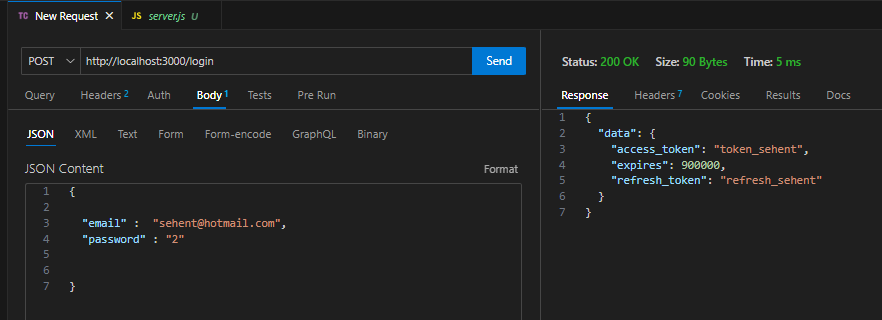 TC New Request × JS server.js U
POST http://localhost:3000/login Send
Query Headers 2 Auth Body 1 Tests Pre Run
JSON XML Text Form Form-encode GraphQL Binary
JSON Content Format
1 {
2
3 "email" : "sehent@hotmail.com",
4 "password" : "2"
5
6
7 }
Status: 200 OK Size: 90 Bytes Time: 5 ms
Response Headers 7 Cookies Results Docs
1 {
2 "data": {
3 "access_token": "token_sehent",
4 "expires": 900000,
5 "refresh_token": "refresh_sehent"
6 }
7 }